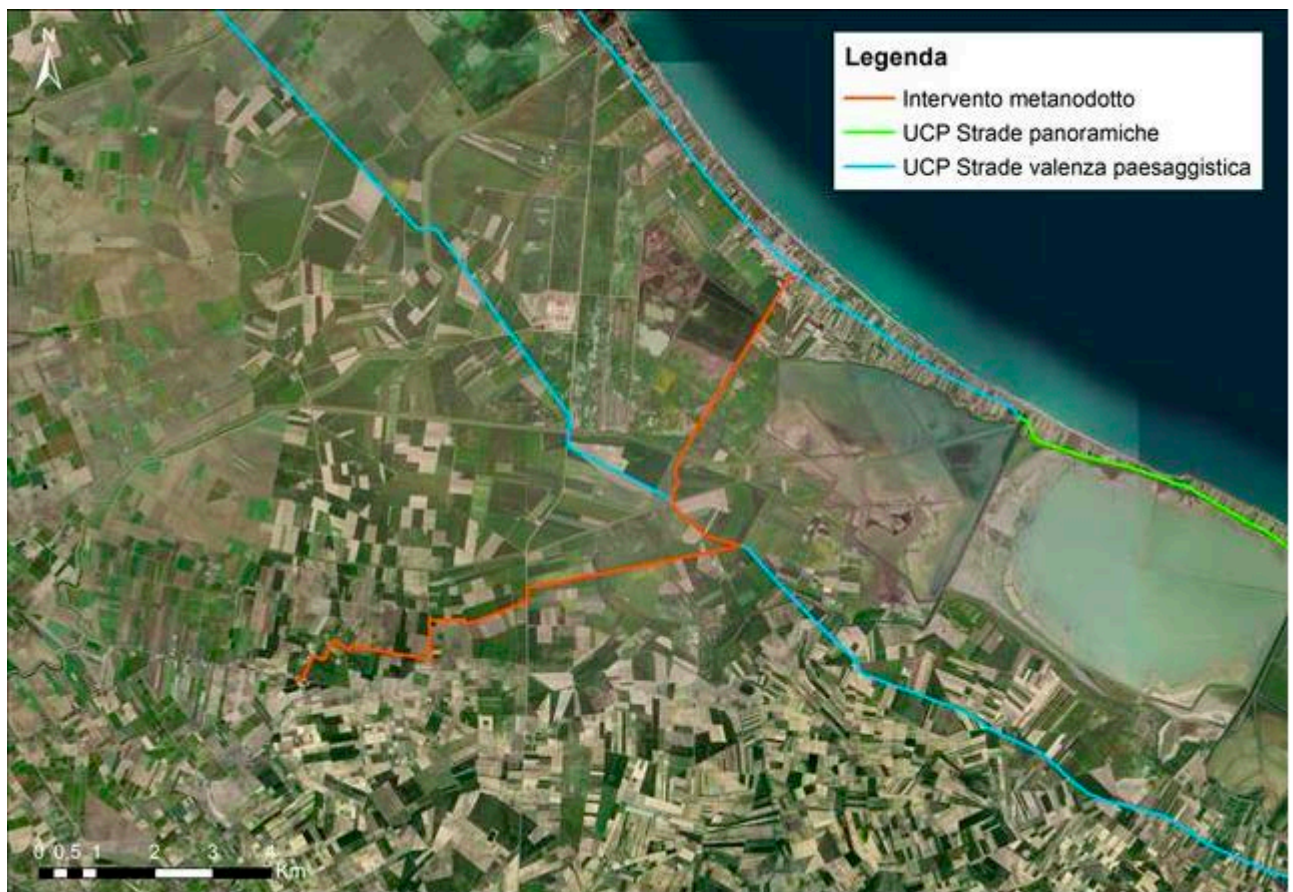 N
Legenda
Intervento metanodotto
UCP Strade panoramiche
UCP Strade valenza paesaggistica
0 0,5 1 2 3 4
Km